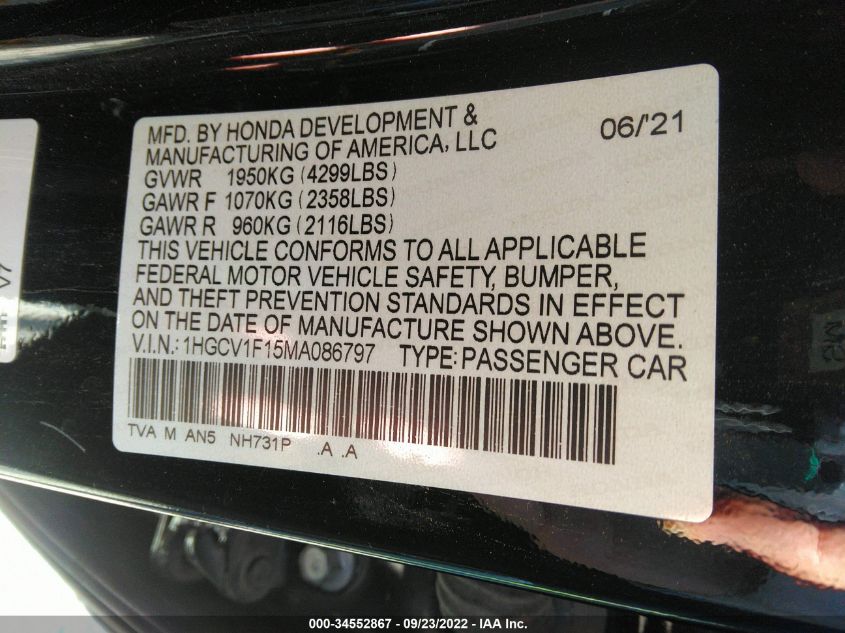 MFD. BY HONDA DEVELOPMENT & MANUFACTURING OF AMERICA, LLC 06/'21
GVWR 1950KG (4299LBS)
GAWR F 1070KG (2358LBS)
GAWR R 960KG (2116LBS)
THIS VEHICLE CONFORMS TO ALL APPLICABLE
FEDERAL MOTOR VEHICLE SAFETY, BUMPER,
AND THEFT PREVENTION STANDARDS IN EFFECT
ON THE DATE OF MANUFACTURE SHOWN ABOVE.
V.I.N.:1HGCV1F15MA086797 TYPE:PASSENGER CAR
TVA M AN5 NH731P .A .A
000-34552867 - 09/23/2022 - IAA Inc.